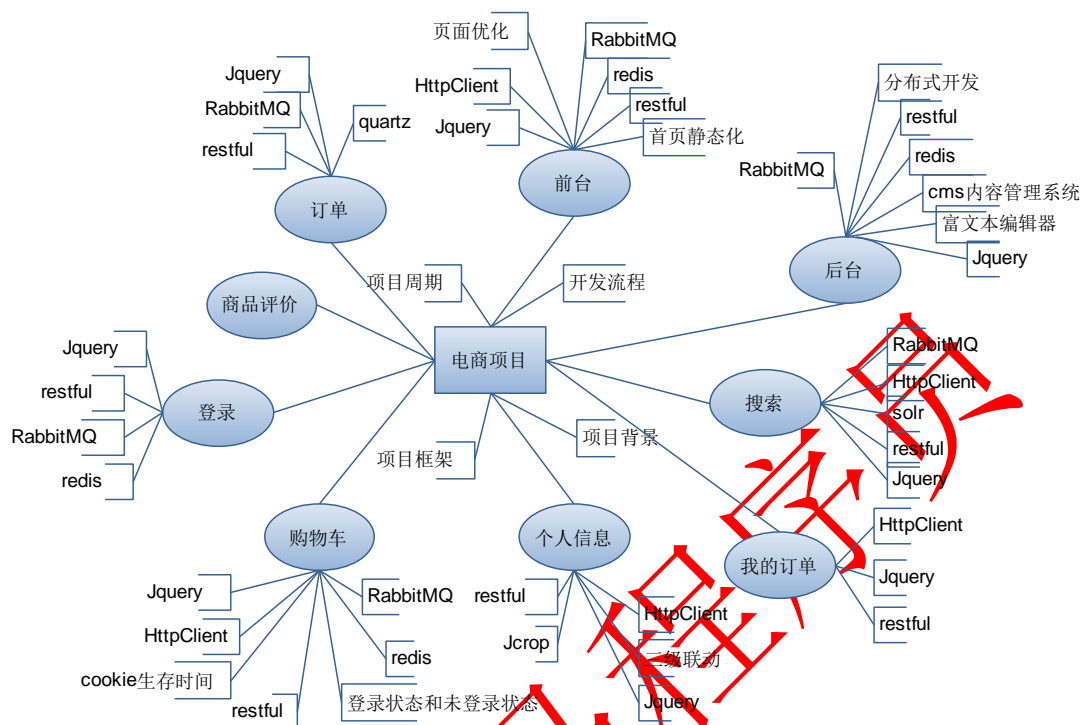 页面优化
RabbitMQ
Jquery
redis
HttpClient
分布式开发
RabbitMQ
restful
restful
quartz
Jquery
首页静态化
restful
redis
RabbitMQ
前台
cms内容管理系统
订单
富文本编辑器
Jquery
后台
项目周期
开发流程
商品评价
RabbitMQ
Jquery
电商项目
HttpClient
restful
登录
搜索
solr
RabbitMQ
项目背景
restful
项目框架
redis
Jquery
HttpClient
购物车
个人信息
我的订单
Jquery
Jquery
RabbitMQ
restful
HttpClient
restful
HttpClient
Jcrop
redis
三级联动
cookie生存时间
restful
登录状态和未登录状态
Jquery